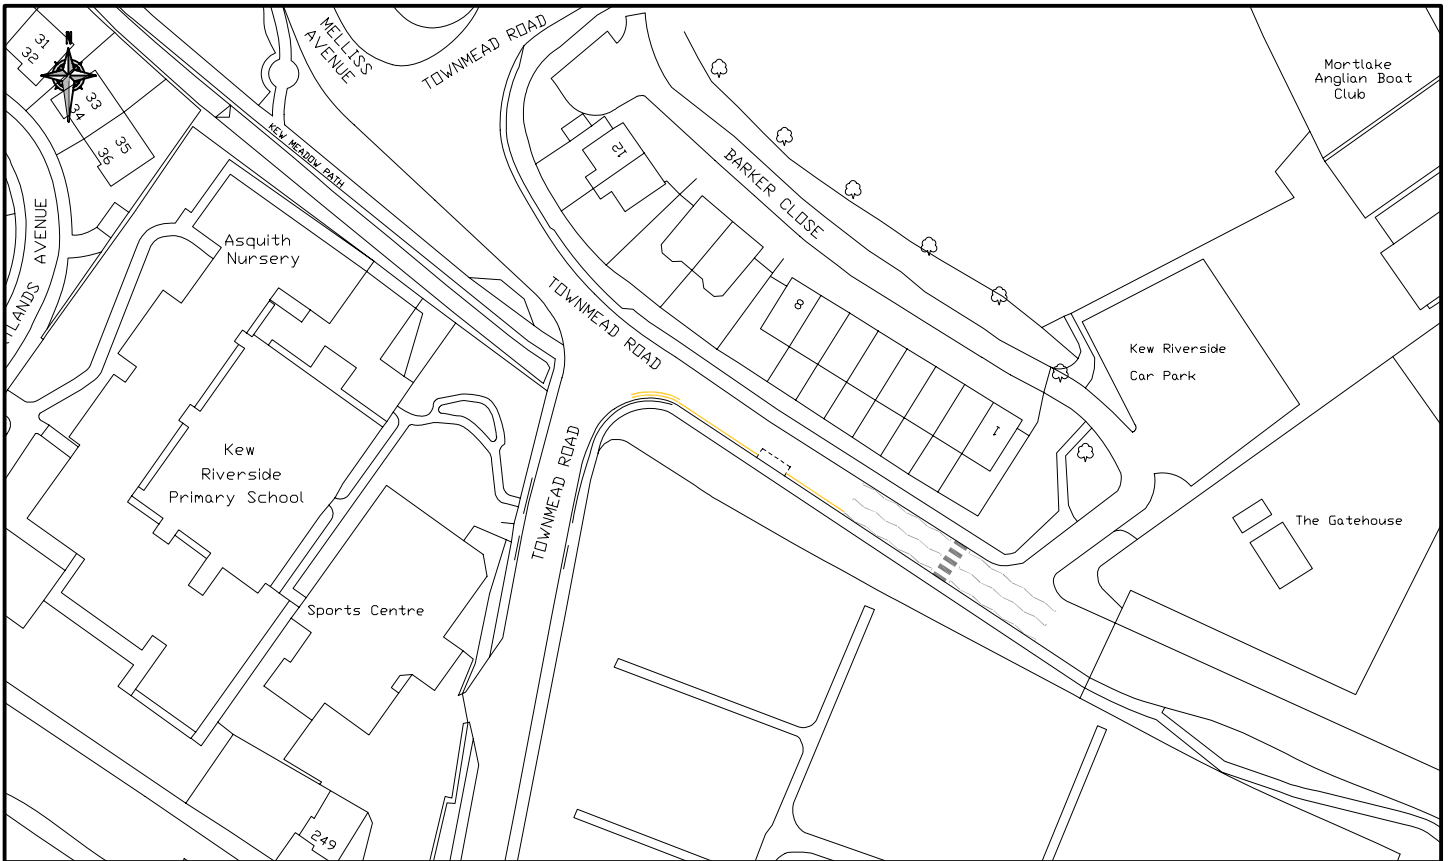 N
31
32
33
34
35
36
MELLISS
AVENUE
TOWNMEAD ROAD
KEW MEADOW PATH
Mortlake
Anglian Boat
Club
12
BARKER CLOSE
LANDS AVENUE
Asquith
Nursery
TOWNMEAD ROAD
8
Kew Riverside
Car Park
1
Kew
Riverside
Primary School
TOWNMEAD ROAD
The Gatehouse
Sports Centre
249